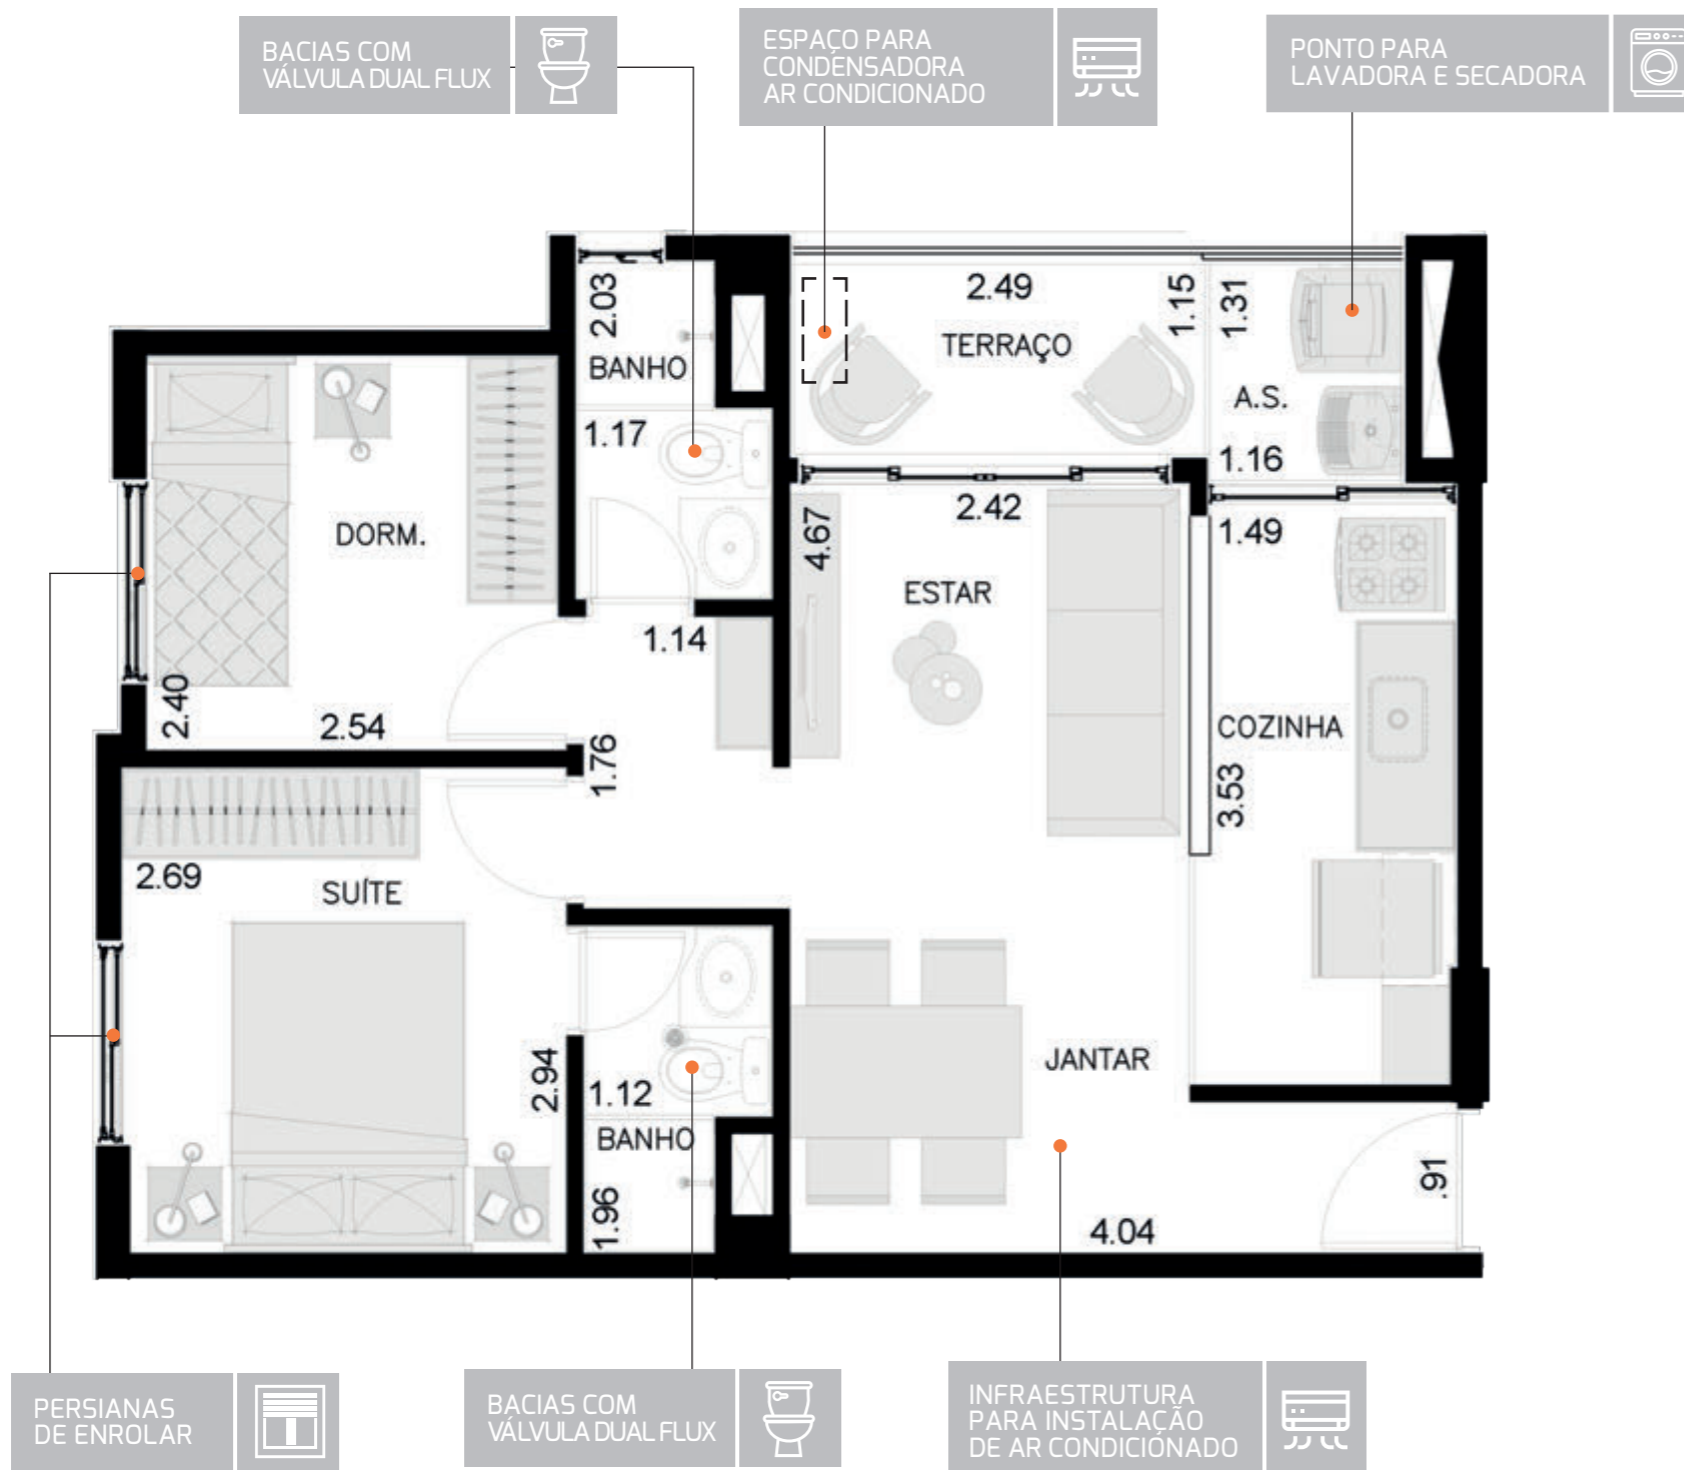 BACIAS COM
VÁLVULA DUAL FLUX
ESPAÇO PARA
CONDENSADORA
AR CONDICIONADO
PONTO PARA
LAVADORA E SECADORA
2.03
BANHO
1.17
2.49
1.15
TERRAÇO
1.31
A.S.
1.16
DORM.
2.40
2.54
1.14
1.76
4.67
2.42
ESTAR
1.49
COZINHA
3.53
2.69
SUÍTE
2.94
1.12
BANHO
1.96
JANTAR
4.04
.91
PERSIANAS
DE ENROLAR
BACIAS COM
VÁLVULA DUAL FLUX
INFRAESTRUTURA
PARA INSTALAÇÃO
DE AR CONDICIONADO